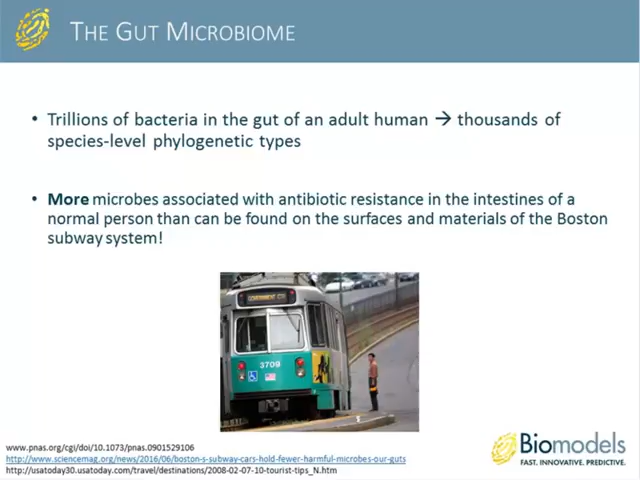 THE GUT MICROBIOME
• Trillions of bacteria in the gut of an adult human → thousands of
species-level phylogenetic types
• More microbes associated with antibiotic resistance in the intestines of a
normal person than can be found on the surfaces and materials of the Boston
subway system!
GOVERNMENT CTR
3709
www.pnas.org/cgi/doi/10.1073/pnas.0901529106
http://www.sciencemag.org/news/2016/06/boston-s-subway-cars-hold-fewer-harmful-microbes-our-guts
http://usatoday30.usatoday.com/travel/destinations/2008-02-07-10-tourist-tips_N.htm
Biomodels
FAST. INNOVATIVE. PREDICTIVE.